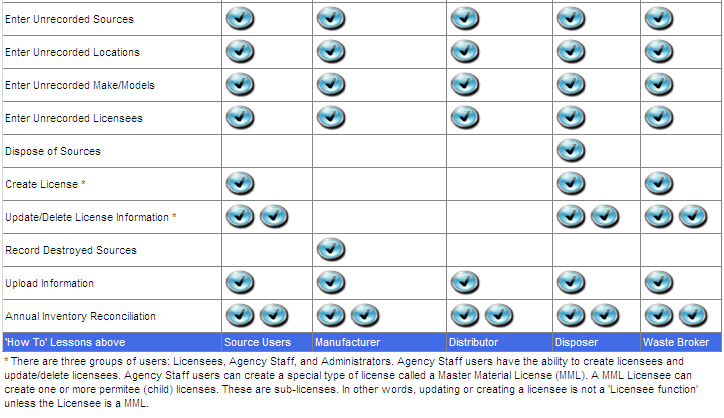 Enter Unrecorded Sources
Enter Unrecorded Locations
Enter Unrecorded Make/Models
Enter Unrecorded Licensees
Dispose of Sources
Create License *
Update/Delete License Information *
Record Destroyed Sources
Upload Information
Annual Inventory Reconciliation
'How To' Lessons above Source Users Manufacturer Distributor Disposer Waste Broker
* There are three groups of users: Licensees, Agency Staff, and Administrators. Agency Staff users have the ability to create licensees and
update/delete licensees. Agency Staff users can create a special type of license called a Master Material License (MML). A MML Licensee can
create one or more permitee (child) licenses. These are sub-licenses. In other words, updating or creating a licensee is not a 'Licensee function'
unless the Licensee is a MML.